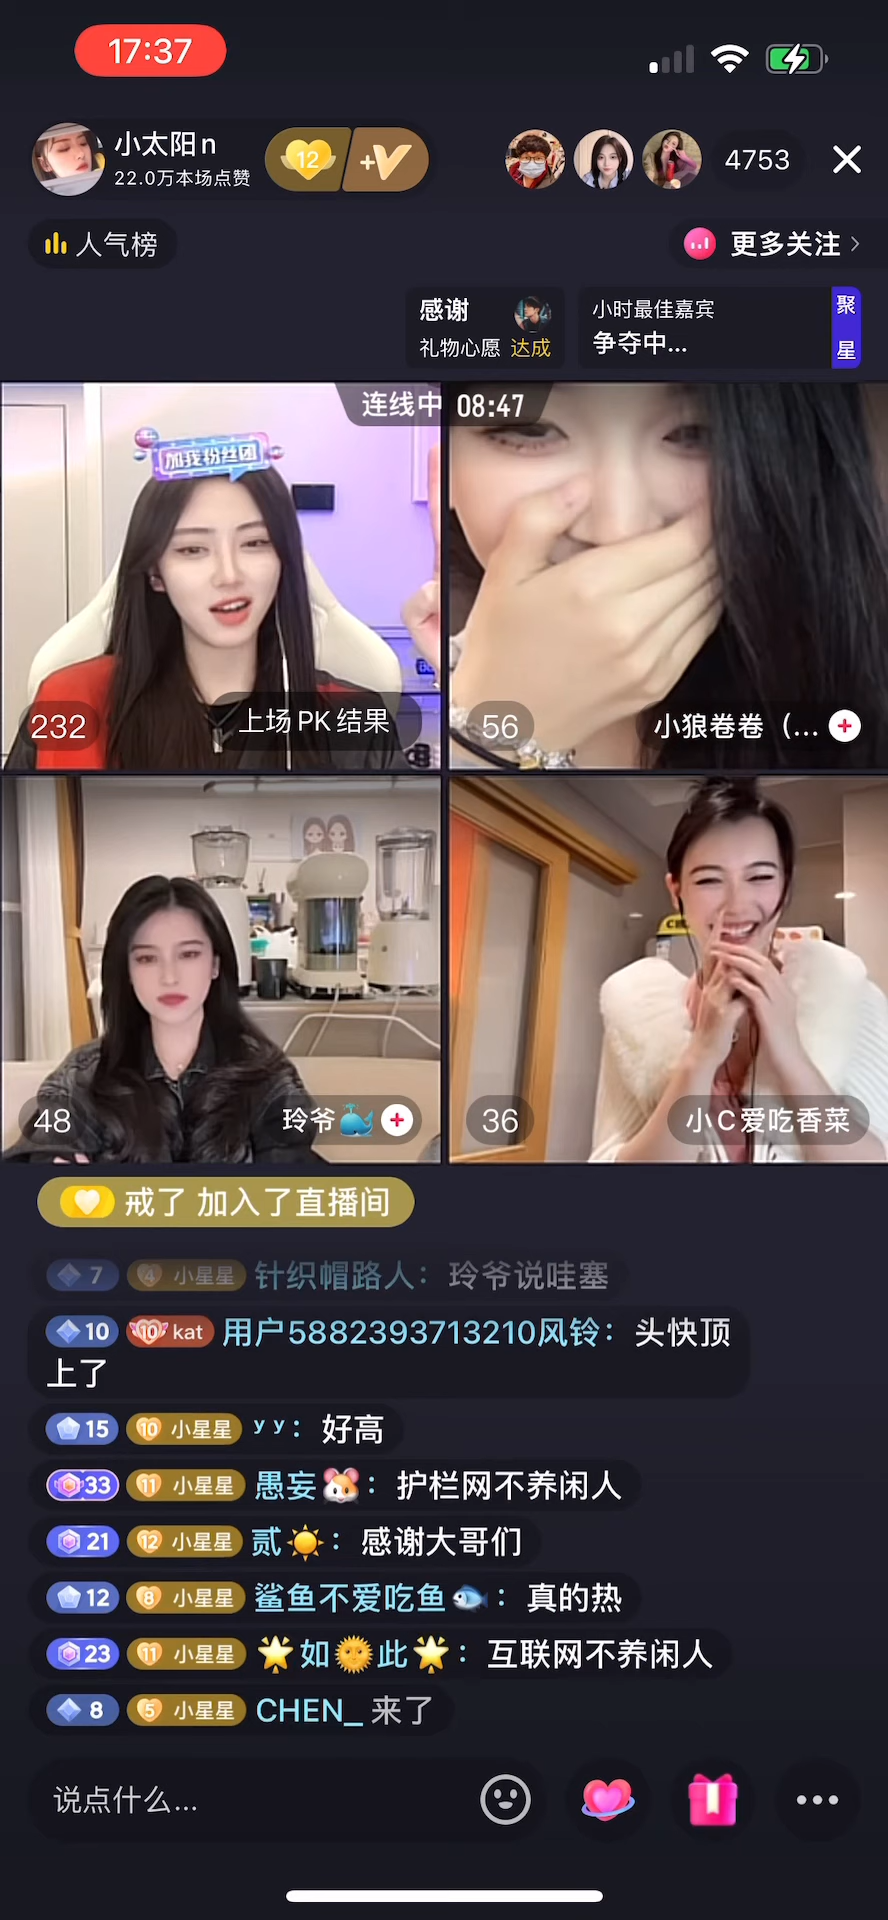 17:37
小太阳n
22.0万本场点赞
12
+V
4753
人气榜
更多关注
感谢
礼物心愿 达成
小时最佳嘉宾
争夺中...
聚星
连线中 08:47
加我粉丝团
232
上场PK结果
56
小狼卷卷（...
48
玲爷🐳
36
小C爱吃香菜
戒了 加入了直播间
7 4 小星星 针织帽路人：玲爷说哇塞
10 10 kat 用户5882393713210风铃：头快顶
上了
15 10 小星星 ʸ ʸ：好高
33 11 小星星 愚妄🐹：护栏网不养闲人
21 12 小星星 贰☀️：感谢大哥们
12 8 小星星 鲨鱼不爱吃鱼🐟：真的热
23 11 小星星 🌟如🌞此🌟：互联网不养闲人
8 5 小星星 CHEN_ 来了
说点什么...